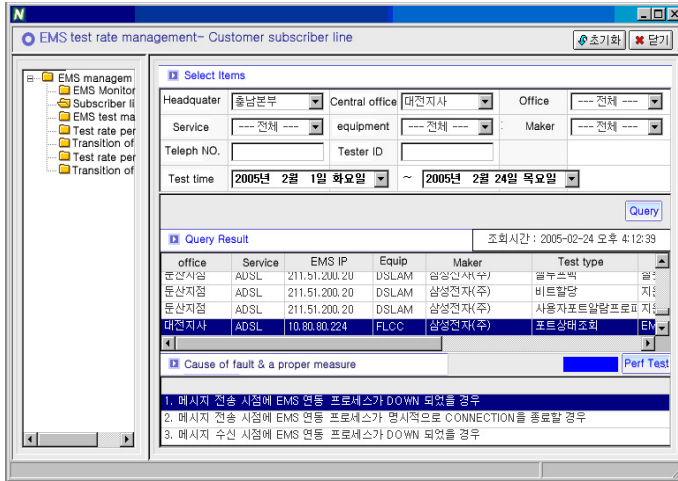 N
EMS test rate management- Customer subscriber line
초기화 닫기
EMS managem
EMS Monitor
Subscriber li
EMS test ma
Test rate per
Transition of
Test rate per
Transition of
Select Items
Headquater 충남본부 Central office 대전지사 Office --- 전체 ---
Service --- 전체 --- equipment --- 전체 --- : Maker --- 전체 ---
Teleph NO. Tester ID
Test time 2005년 2월 1일 화요일 ~ 2005년 2월 24일 목요일
Query
Query Result 조회시간 : 2005-02-24 오후 4:12:39
office Service EMS IP Equip Maker Test type
둔산지점 ADSL 211.51.200.20 DSLAM 삼성전자(주) 셀투프백
둔산지점 ADSL 211.51.200.20 DSLAM 삼성전자(주) 비트할당
둔산지점 ADSL 211.51.200.20 DSLAM 삼성전자(주) 사용자포트알람프로
대전지사 ADSL 10.80.80.224 FLCC 삼성전자(주) 포트상태조회 EM
Cause of fault & a proper measure Perf Test
1. 메시지 전송 시점에 EMS 연동 프로세스가 DOWN 되었을 경우
2. 메시지 전송 시점에 EMS 연동 프로세스가 명시적으로 CONNECTION을 종료할 경우
3. 메시지 수신 시점에 EMS 연동 프로세스가 DOWN 되었을 경우